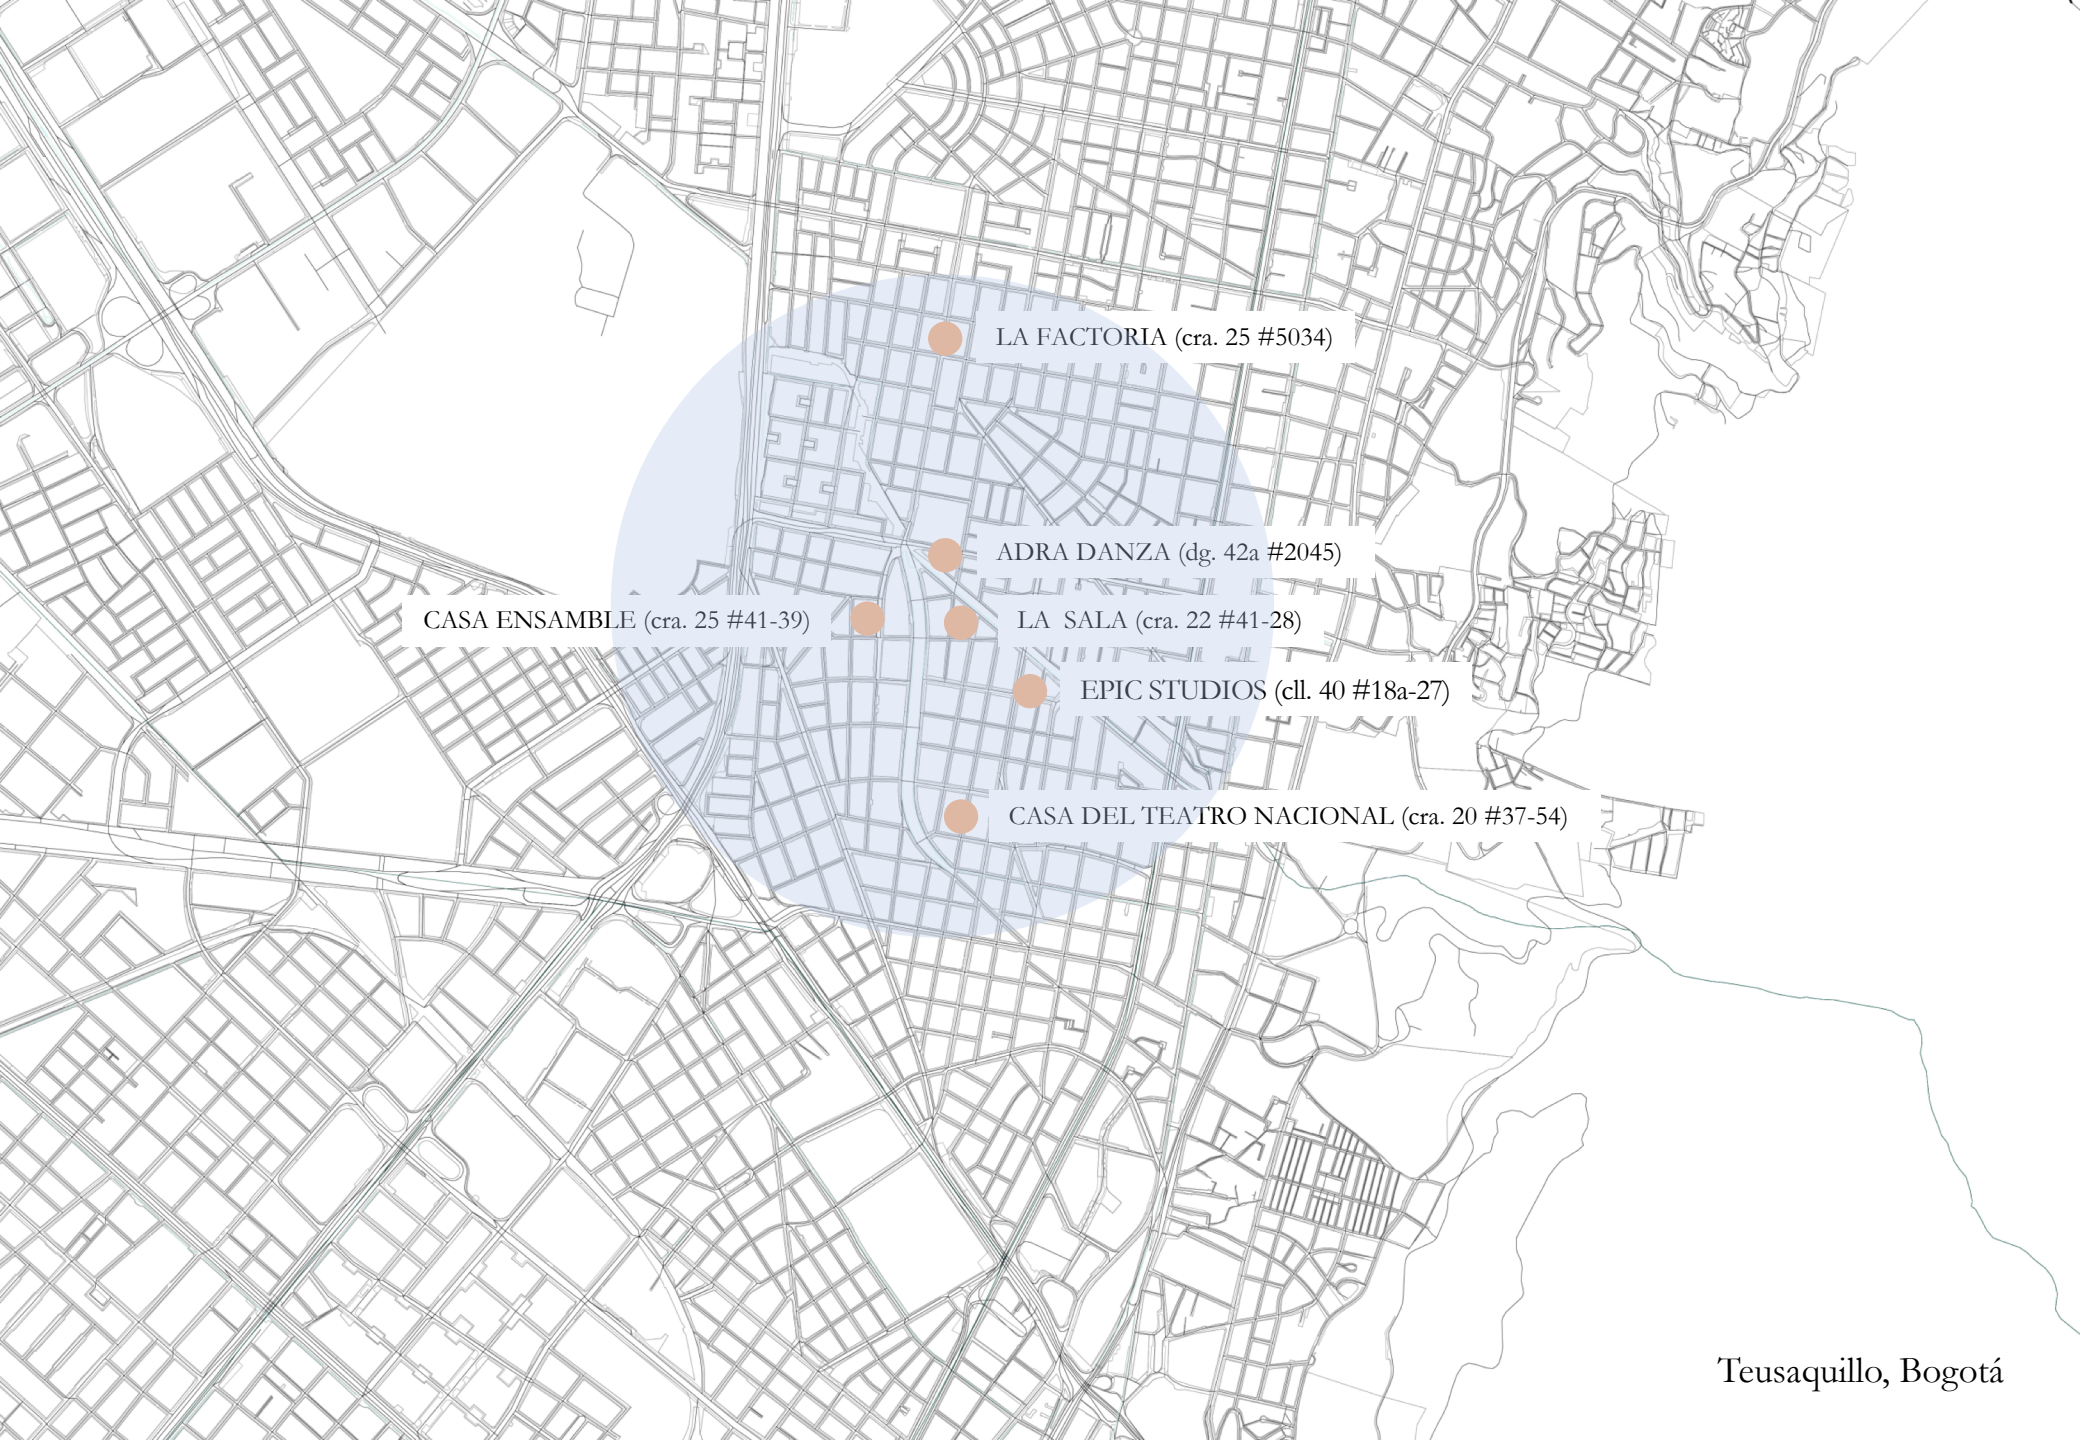 LA FACTORIA (cra. 25 #5034)
ADRA DANZA (dg. 42a #2045)
CASA ENSAMBLE (cra. 25 #41-39)
LA SALA (cra. 22 #41-28)
EPIC STUDIOS (cll. 40 #18a-27)
CASA DEL TEATRO NACIONAL (cra. 20 #37-54)
Teusaquillo, Bogotá